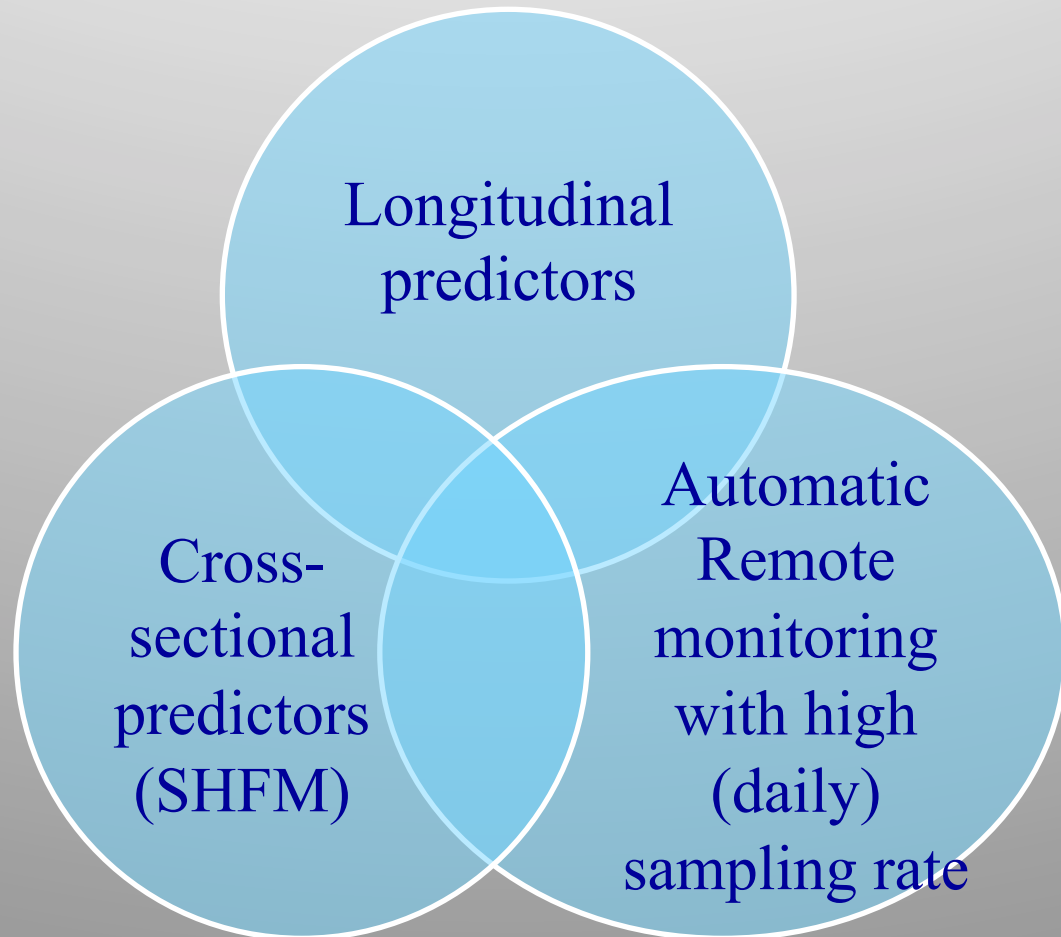 Longitudinal
predictors
Cross-
sectional
predictors
(SHFM)
Automatic
Remote
monitoring
with high
(daily)
sampling rate